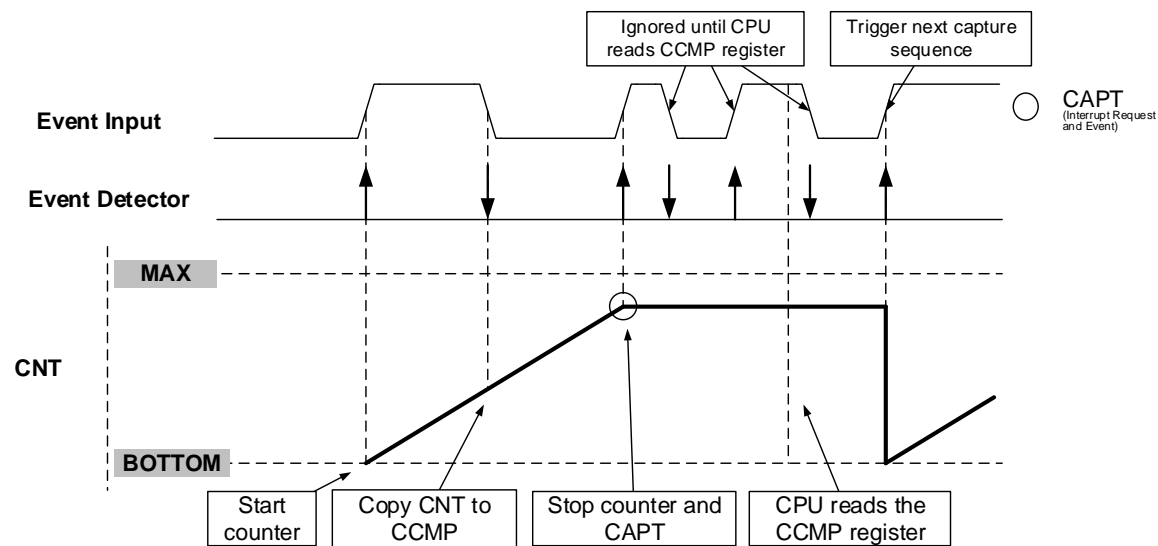 Ignored until CPU
reads CCMP register
Trigger next capture
sequence
Event Input
CAPT
(Interrupt Request
and Event)
Event Detector
MAX
CNT
BOTTOM
Start
counter
Copy CNT to
CCMP
Stop counter and
CAPT
CPU reads the
CCMP register